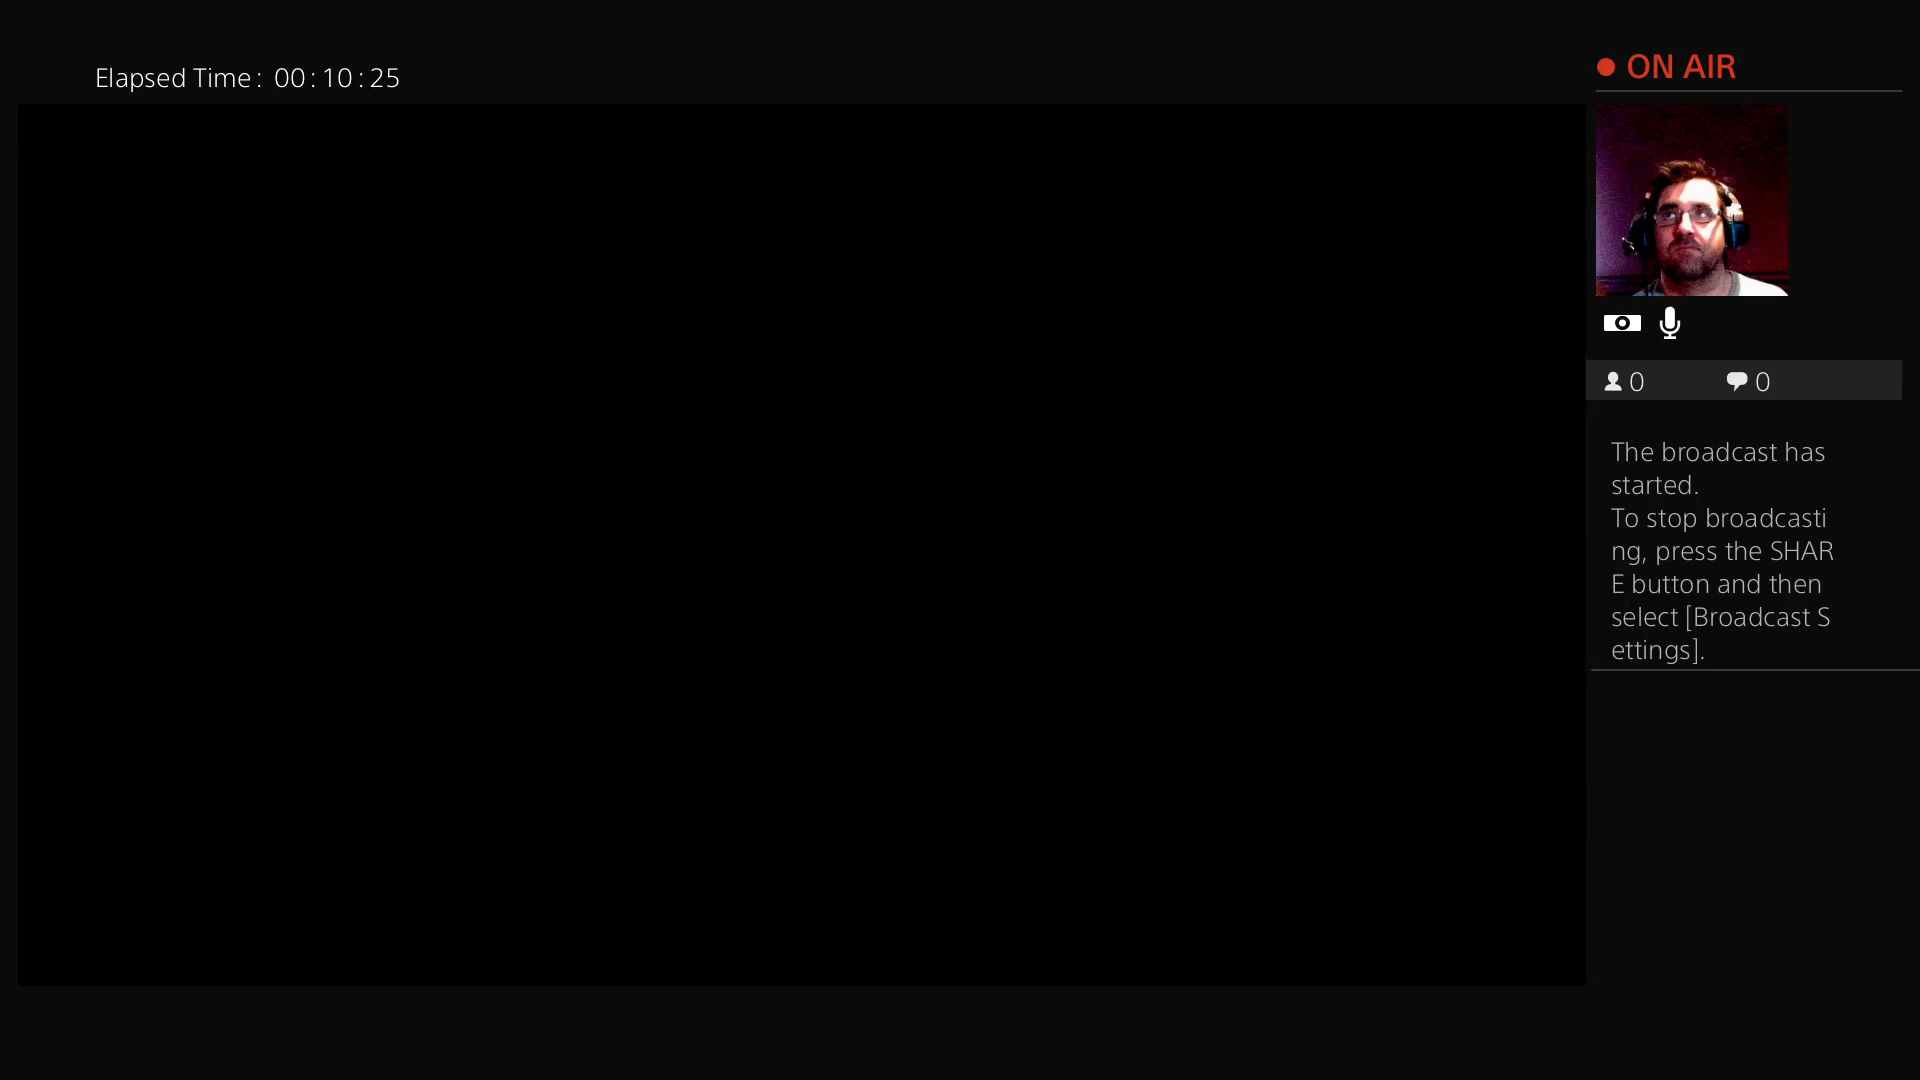 Elapsed Time: 00:10:25
ON AIR
0 0
The broadcast has
started.
To stop broadcasti
ng, press the SHAR
E button and then
select [Broadcast S
ettings].